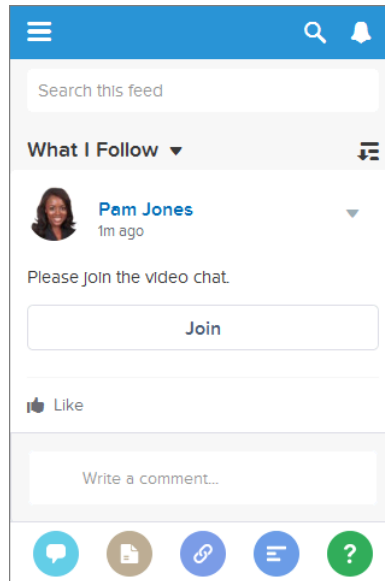 Search this feed
What I Follow
Pam Jones
1m ago
Please join the video chat.
Join
Like
Write a comment...
?